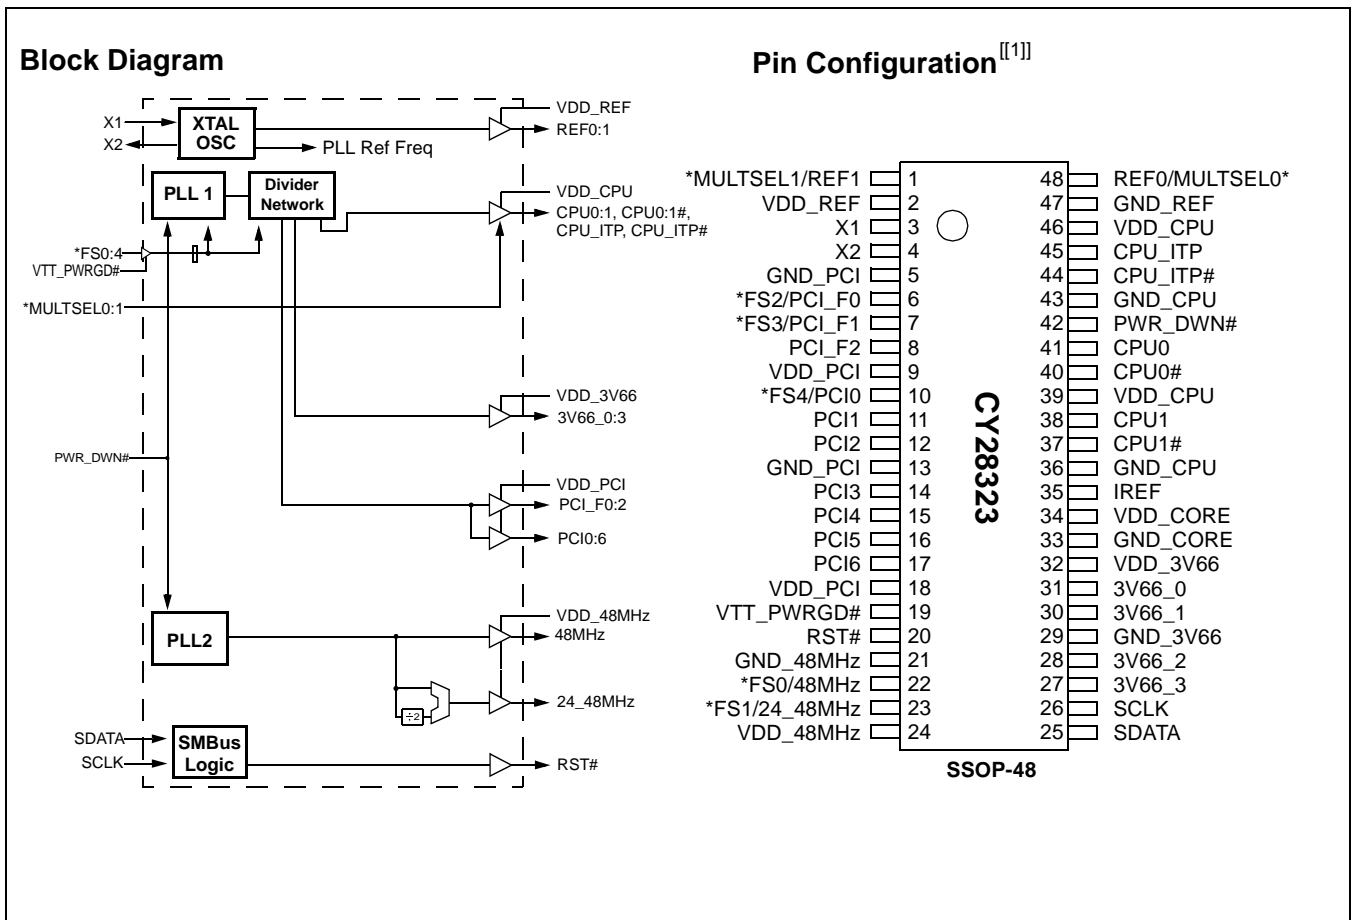 Block Diagram
Pin Configuration[[1]]
X1
X2
XTAL
OSC
PLL Ref Freq
VDD_REF
REF0:1
PLL 1
Divider
Network
VDD_CPU
CPU0:1, CPU0:1#,
CPU_ITP, CPU_ITP#
*FS0:4
VTT_PWRGD#
*MULTSEL0:1
VDD_3V66
3V66_0:3
PWR_DWN#
VDD_PCI
PCI_F0:2
PCI0:6
PLL2
VDD_48MHz
48MHz
÷2
24_48MHz
SDATA
SCLK
SMBus
Logic
RST#
*MULTSEL1/REF1 1 48 REF0/MULTSEL0*
VDD_REF 2 47 GND_REF
X1 3 46 VDD_CPU
X2 4 45 CPU_ITP
GND_PCI 5 44 CPU_ITP#
*FS2/PCI_F0 6 43 GND_CPU
*FS3/PCI_F1 7 42 PWR_DWN#
PCI_F2 8 41 CPU0
VDD_PCI 9 40 CPU0#
*FS4/PCI0 10 39 VDD_CPU
PCI1 11 38 CPU1
PCI2 12 37 CPU1#
GND_PCI 13 36 GND_CPU
PCI3 14 35 IREF
PCI4 15 34 VDD_CORE
PCI5 16 33 GND_CORE
PCI6 17 32 VDD_3V66
VDD_PCI 18 31 3V66_0
VTT_PWRGD# 19 30 3V66_1
RST# 20 29 GND_3V66
GND_48MHz 21 28 3V66_2
*FS0/48MHz 22 27 3V66_3
*FS1/24_48MHz 23 26 SCLK
VDD_48MHz 24 25 SDATA
CY28323
SSOP-48